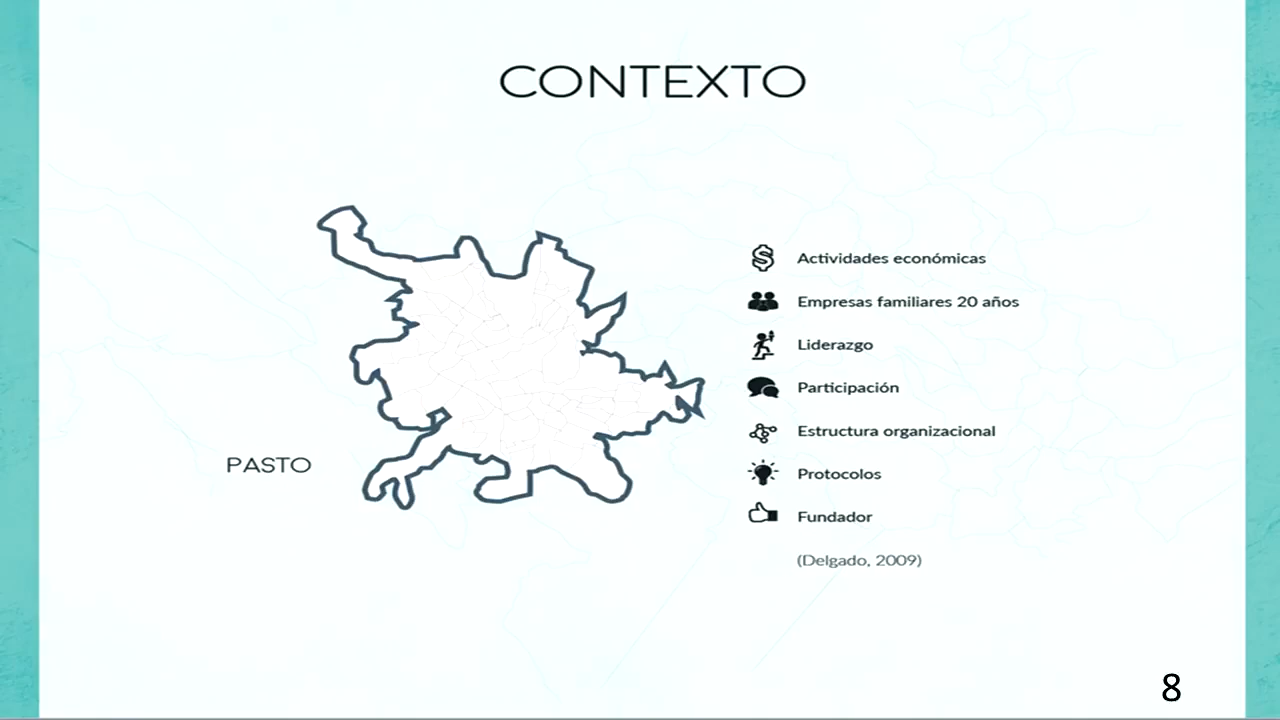 CONTEXTO
PASTO
Actividades económicas
Empresas familiares 20 años
Liderazgo
Participación
Estructura organizacional
Protocolos
Fundador
(Delgado, 2009)
8